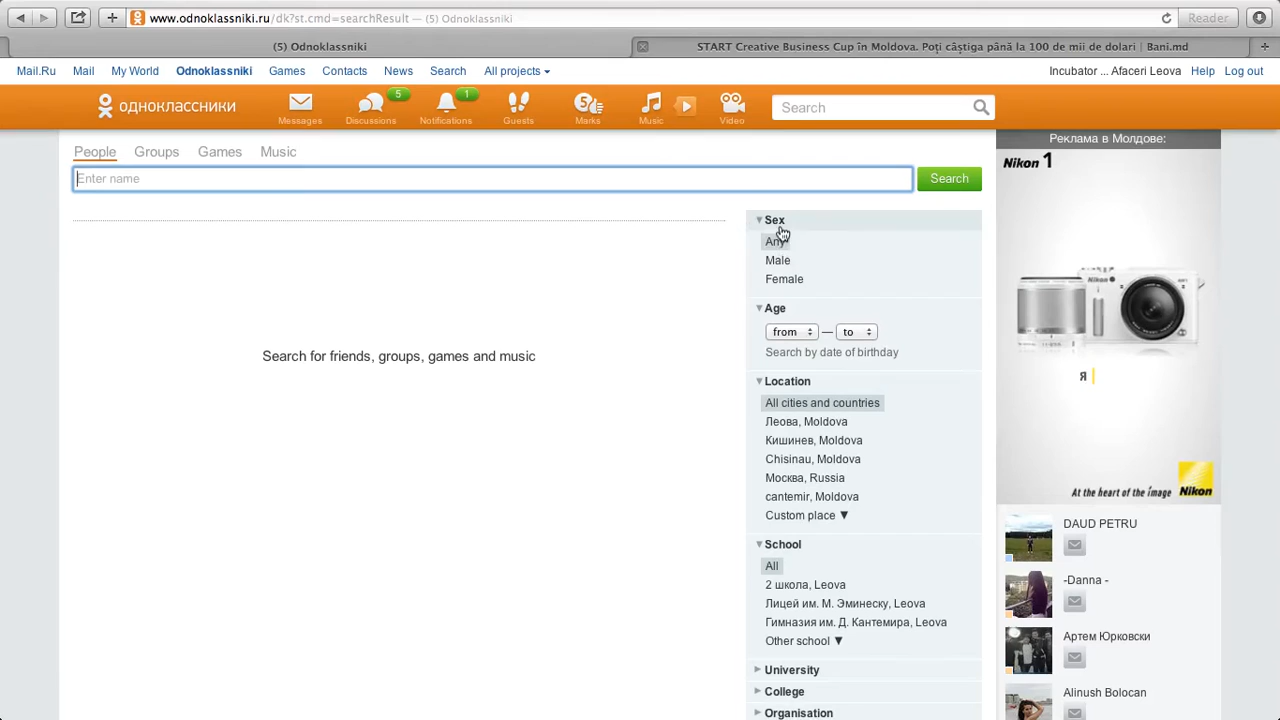 www.odnoklassniki.ru/dk?st.cmd=searchResult — (5) Odnoklassniki
Reader
(5) Odnoklassniki
START Creative Business Cup în Moldova. Poţi câştiga până la 100 de mii de dolari | Bani.md
Mail.Ru Mail My World Odnoklassniki Games Contacts News Search All projects
Incubator ... Afaceri Leova Help Log out
одноклассники
Messages
5
Discussions
1
Notifications
Guests
5
Marks
Music
Video
Search
People Groups Games Music
Enter name
Search
Search for friends, groups, games and music
Sex
Any
Male
Female
Age
from — to
Search by date of birthday
Location
All cities and countries
Леова, Moldova
Кишинев, Moldova
Chisinau, Moldova
Москва, Russia
cantemir, Moldova
Custom place ▼
School
All
2 школа, Leova
Лицей им. М. Эминеску, Leova
Гимназия им. Д. Кантемира, Leova
Other school ▼
University
College
Organisation
Реклама в Молдове:
Nikon 1
я
At the heart of the image
Nikon
DAUD PETRU
-Danna -
Артем Юрковски
Alinush Bolocan